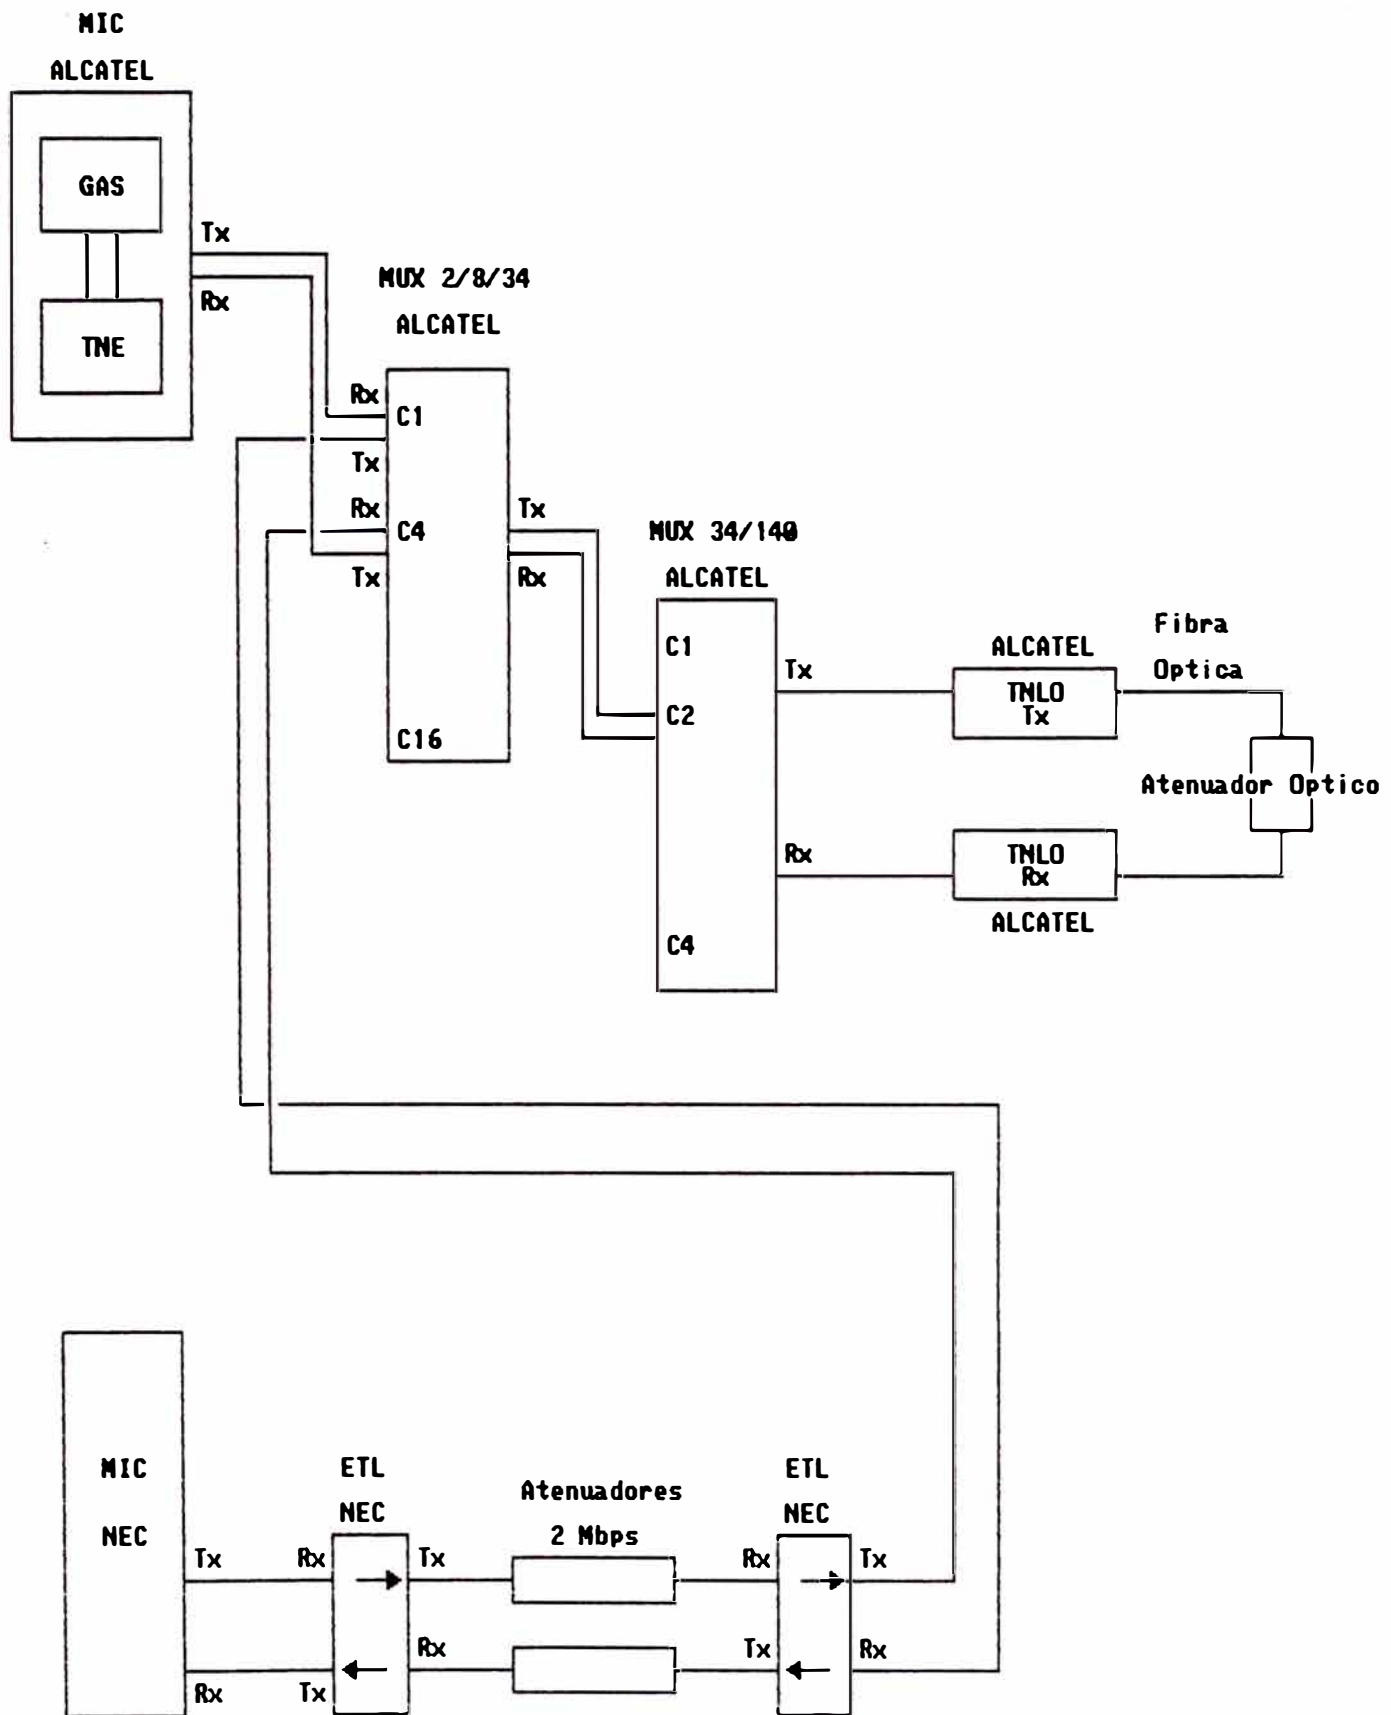 MIC
ALCATEL
GAS
TNE
Tx
Rx
MUX 2/8/34
ALCATEL
Rx
C1
Tx
Rx
C4
Tx
C16
Tx
Rx
MUX 34/140
ALCATEL
C1
C2
C4
Tx
Rx
ALCATEL
TNLO
Tx
Fibra
Optica
Atenuador Optico
TNLO
Rx
ALCATEL
MIC
NEC
Tx
Rx
ETL
NEC
Rx
Tx
Tx
Rx
Atenuadores
2 Mbps
ETL
NEC
Rx
Tx
Tx
Rx